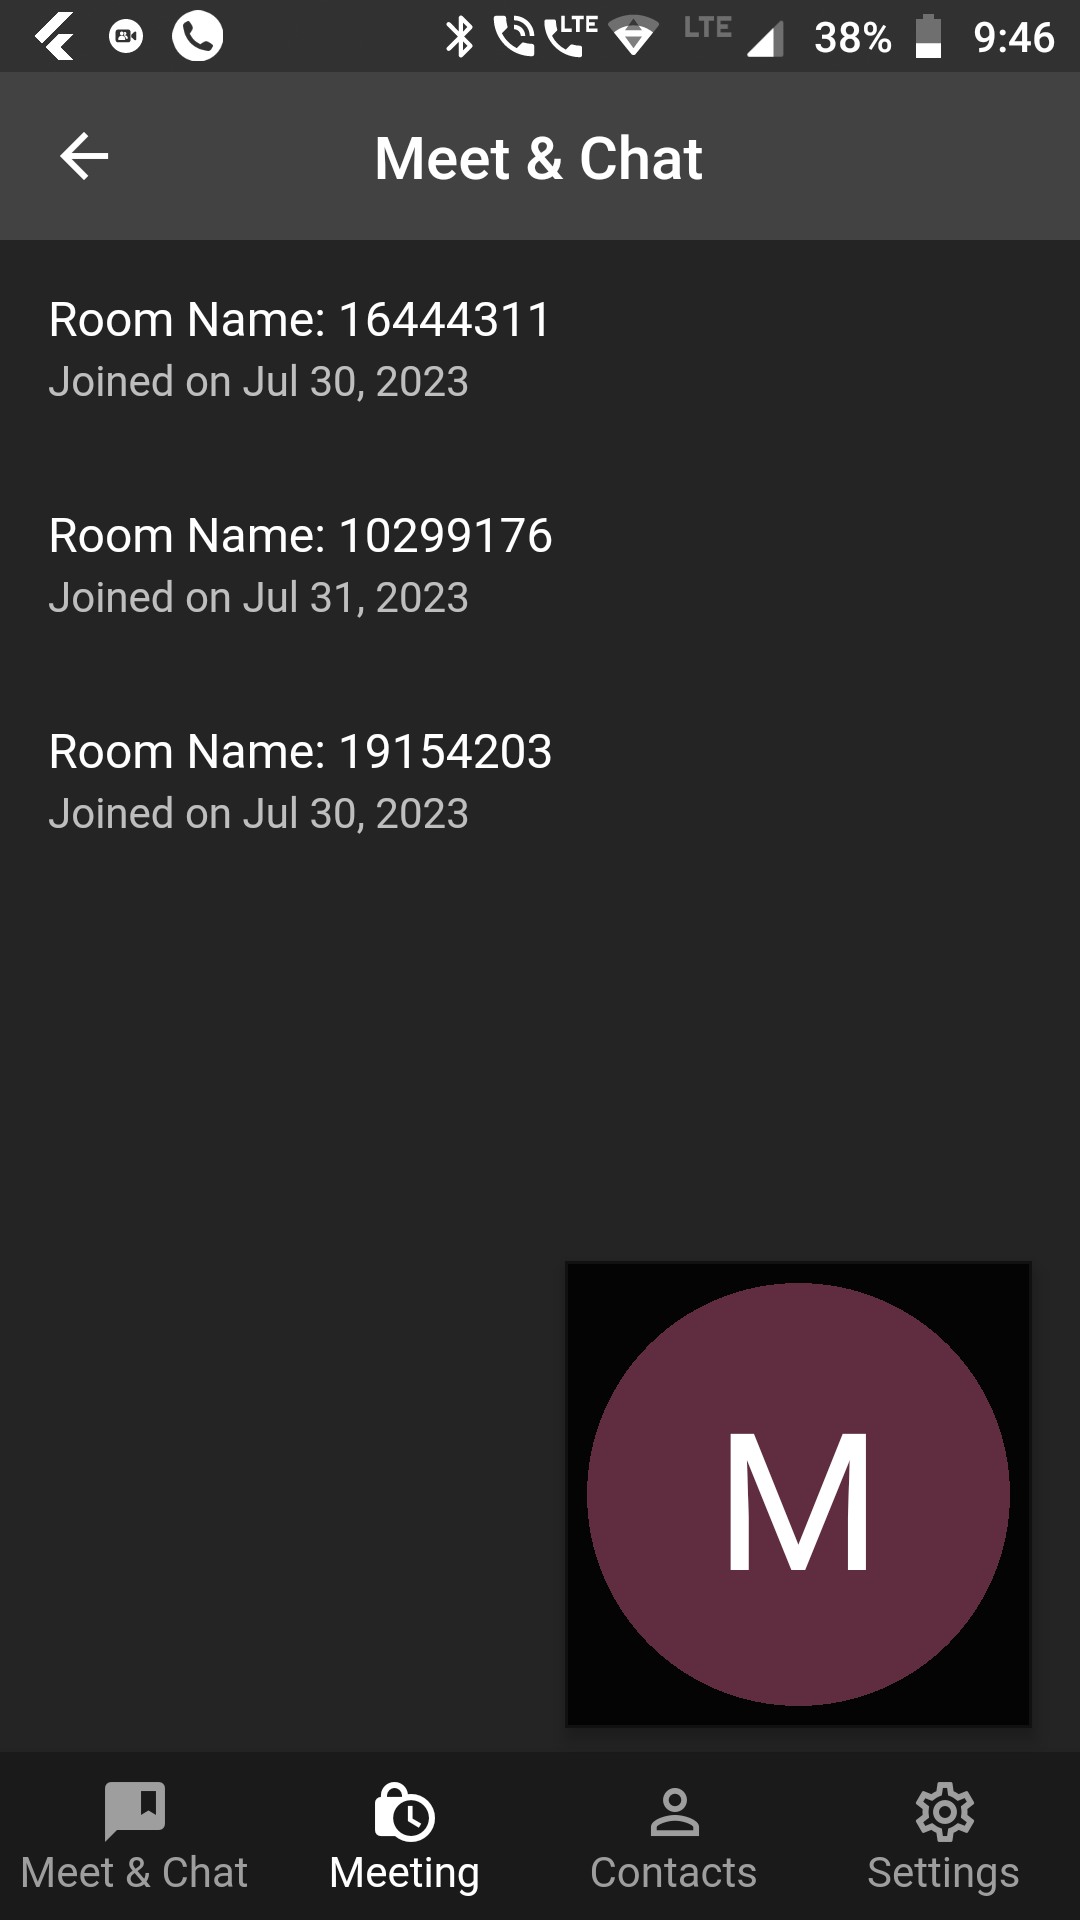 LTE LTE 38% 9:46
Meet & Chat
Room Name: 16444311
Joined on Jul 30, 2023
Room Name: 10299176
Joined on Jul 31, 2023
Room Name: 19154203
Joined on Jul 30, 2023
M
Meet & Chat Meeting Contacts Settings